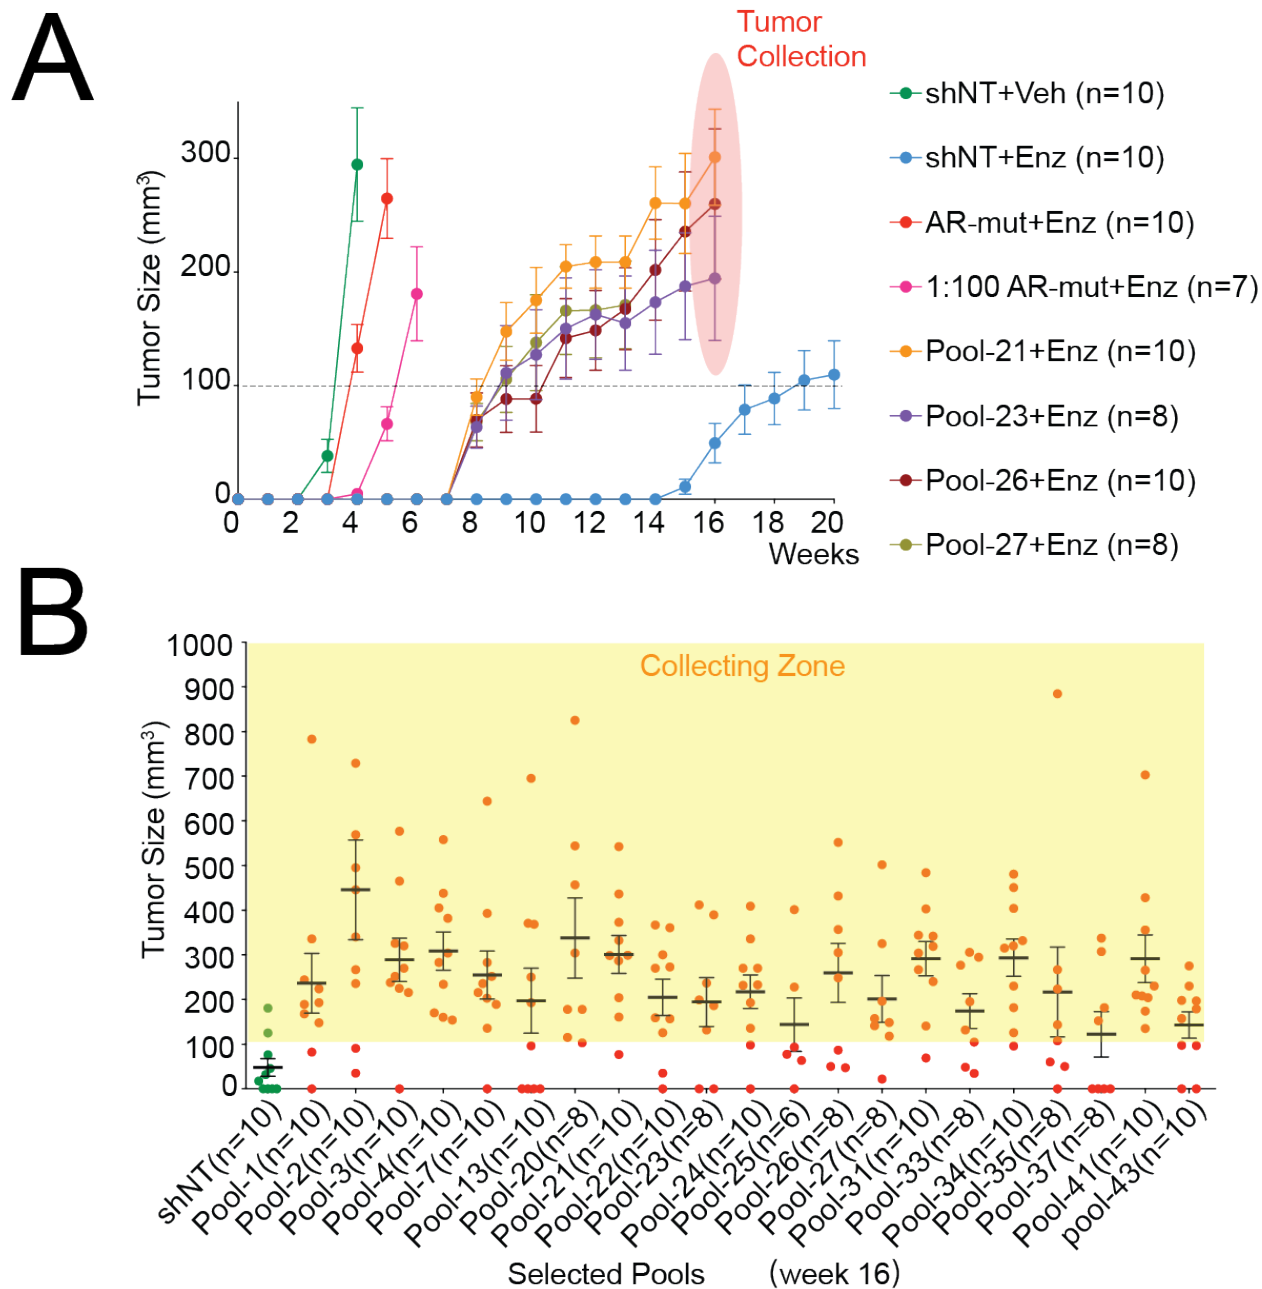 A
Tumor
Collection
Tumor Size (mm³)
300
200
100
0
0 2 4 6 8 10 12 14 16 18 20
Weeks
shNT+Veh (n=10)
shNT+Enz (n=10)
AR-mut+Enz (n=10)
1:100 AR-mut+Enz (n=7)
Pool-21+Enz (n=10)
Pool-23+Enz (n=8)
Pool-26+Enz (n=10)
Pool-27+Enz (n=8)
B
Collecting Zone
Tumor Size (mm³)
1000
900
800
700
600
500
400
300
200
100
0
shNT(n=10)
Pool-1(n=10)
Pool-2(n=10)
Pool-3(n=10)
Pool-4(n=10)
Pool-7(n=10)
Pool-13(n=10)
Pool-20(n=8)
Pool-21(n=10)
Pool-22(n=10)
Pool-23(n=8)
Pool-24(n=10)
Pool-25(n=6)
Pool-26(n=8)
Pool-27(n=8)
Pool-31(n=10)
Pool-33(n=8)
Pool-34(n=10)
Pool-35(n=8)
Pool-37(n=8)
Pool-41(n=10)
pool-43(n=10)
Selected Pools (week 16)